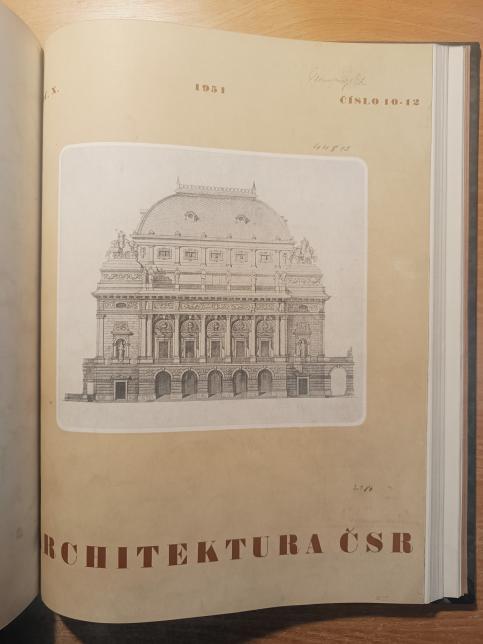 X.
1951
ČÍSLO 10-12
RCHITEKTURA ČSR